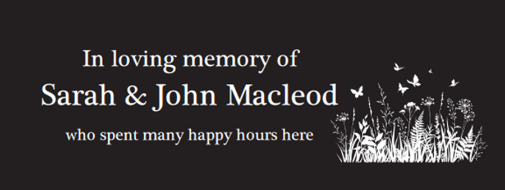 In loving memory of
Sarah & John Macleod
who spent many happy hours here